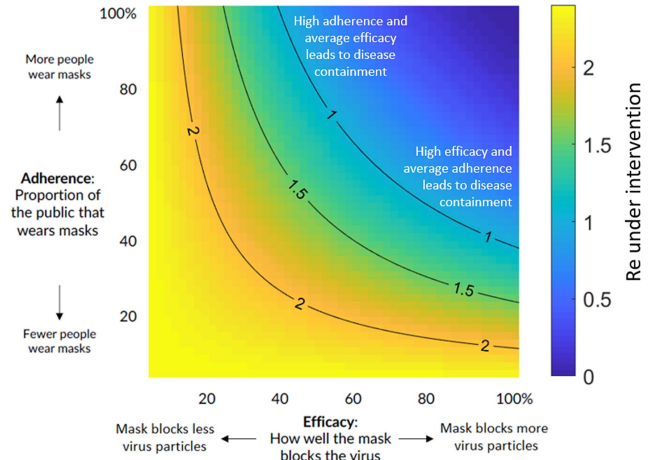 100%
80
60
40
20
More people
wear masks
Adherence:
Proportion of
the public that
wears masks
Fewer people
wear masks
High adherence and
average efficacy
leads to disease
containment
High efficacy and
average adherence
leads to disease
containment
2
1.5
1
2
1.5
1
2
20 40 60 80 100%
Mask blocks less
virus particles
Efficacy:
How well the mask
blocks the virus
Mask blocks more
virus particles
2
1.5
1
0.5
0
Re under intervention